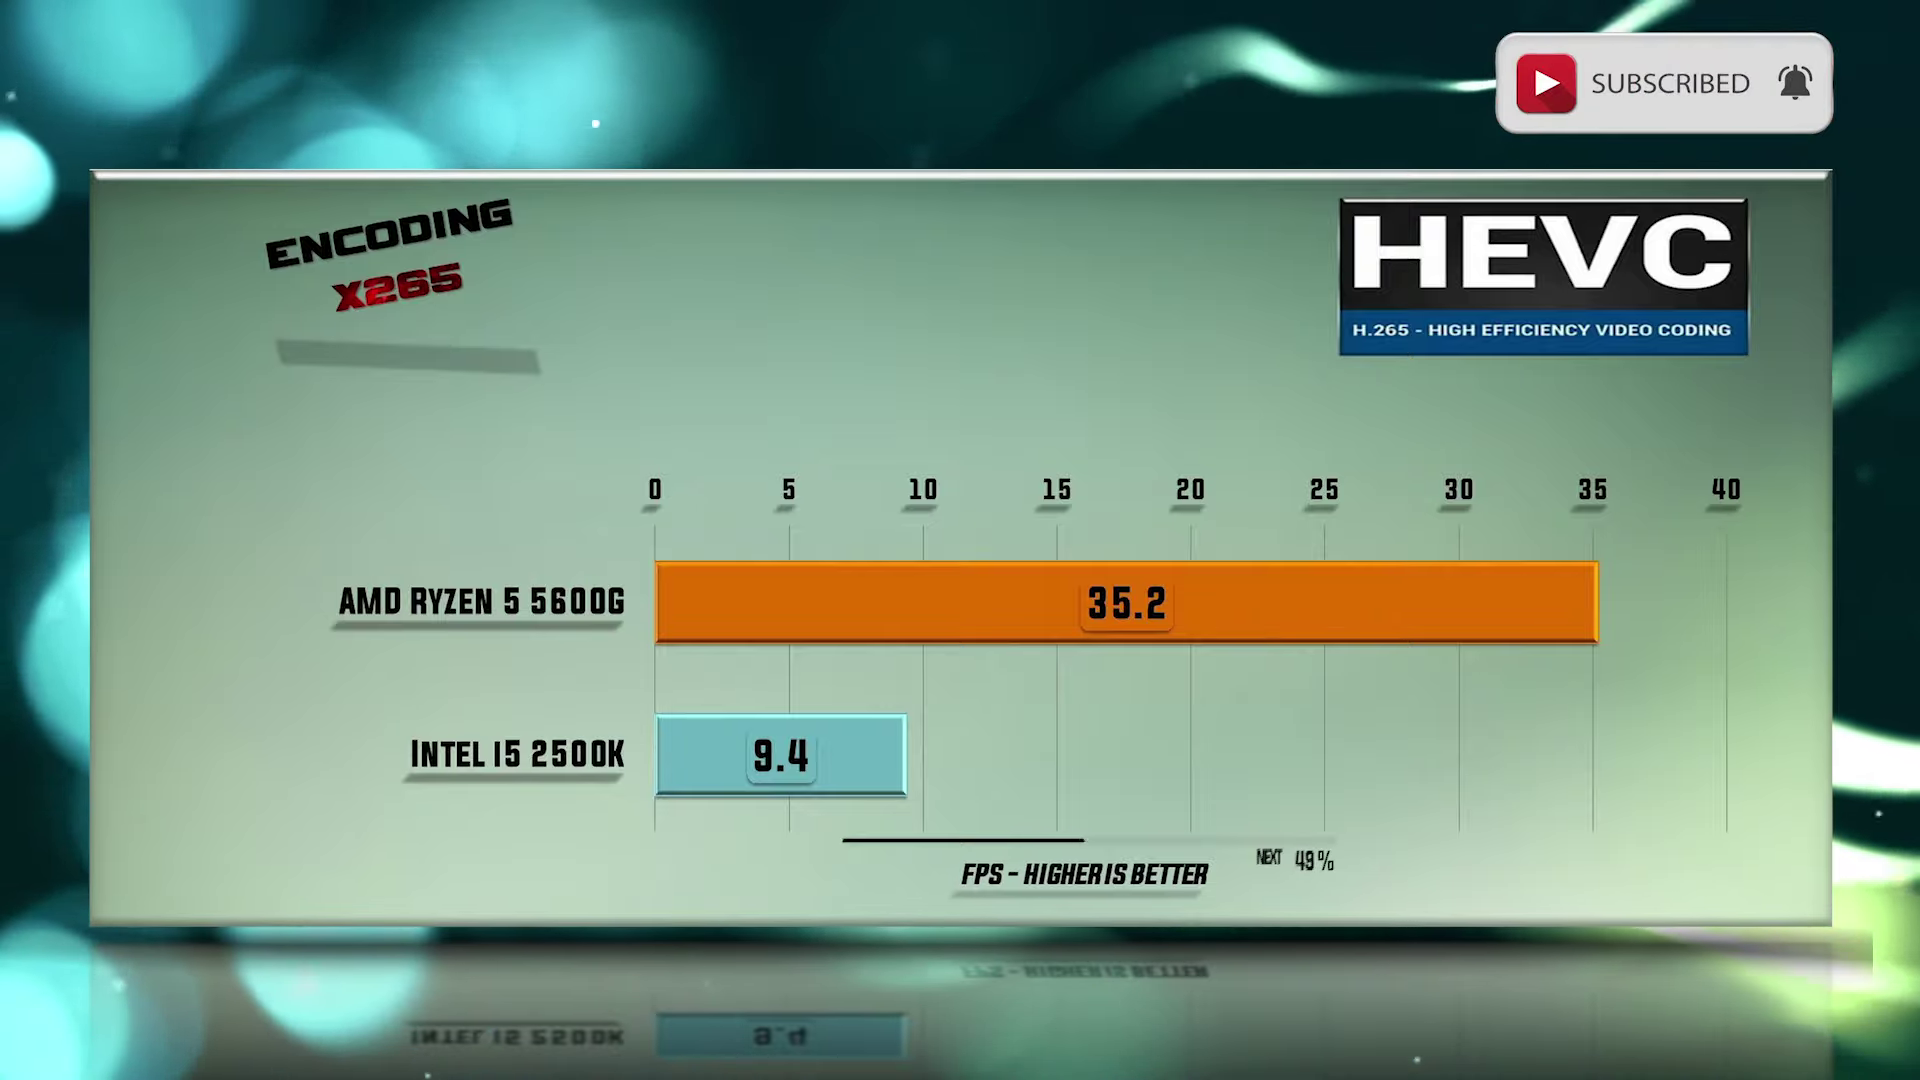 SUBSCRIBED
ENCODING
X265
HEVC
H.265 - HIGH EFFICIENCY VIDEO CODING
0 5 10 15 20 25 30 35 40
AMD RYZEN 5 5600G
35.2
INTEL I5 2500K
9.4
NEXT 49%
FPS - HIGHER IS BETTER